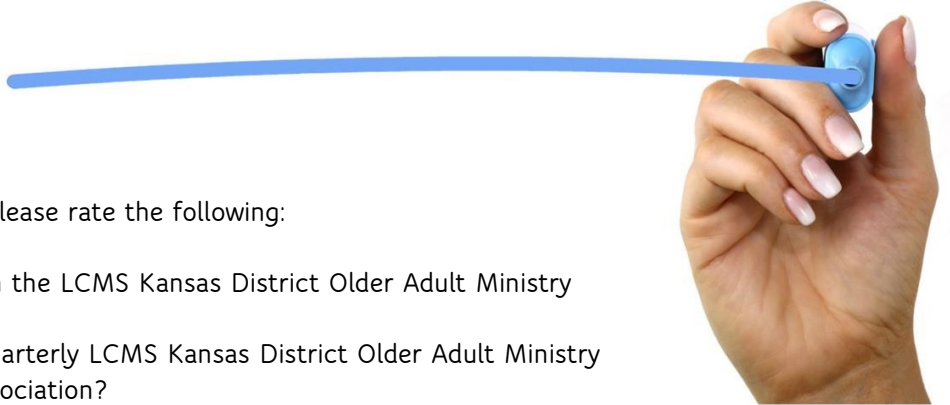 lease rate the following:
the LCMS Kansas District Older Adult Ministry
arterly LCMS Kansas District Older Adult Ministry
ociation?